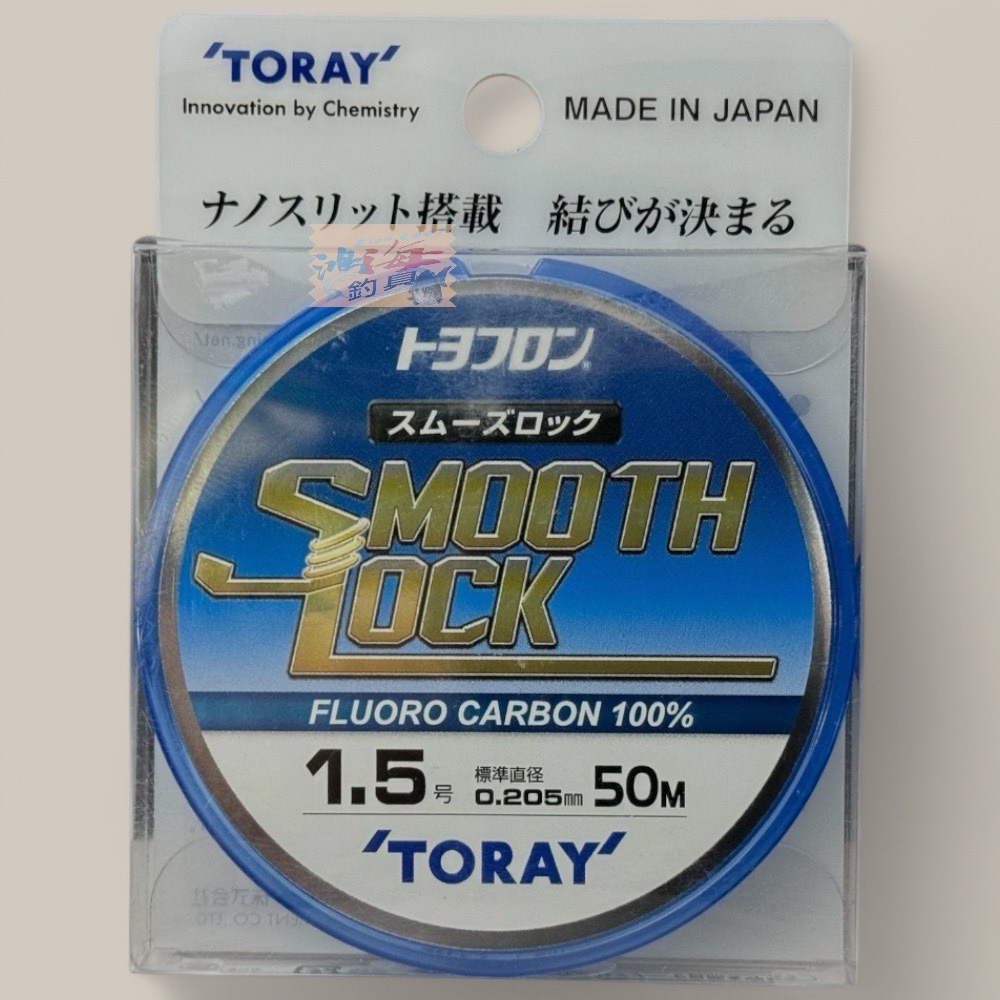 'TORAY'
Innovation by Chemistry
MADE IN JAPAN
ナノスリット搭載 結びが決まる
釣具
トヨフロン®
スムーズロック
SMOOTH
LOCK
FLUORO CARBON 100%
1.5号 標準直径 0.205mm 50M
'TORAY'